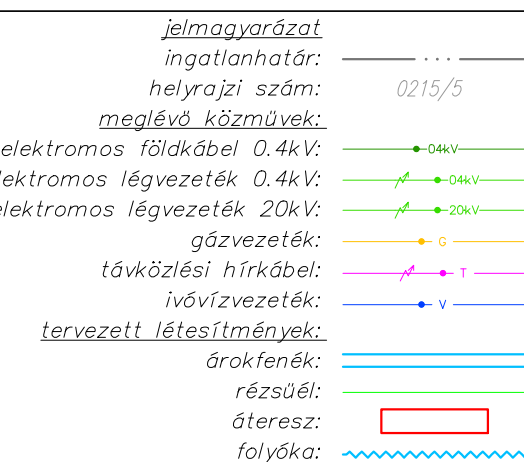 jelmagyarázat
ingatlanhatár:
helyrajzi szám: 0215/5
meglévő közművek:
elektromos földkábel 0.4kV: 04kV
elektromos légvezeték 0.4kV: 04kV
elektromos légvezeték 20kV: 20kV
gázvezeték: G
távközlési hírkábel: T
ivóvízvezeték: V
tervezett létesítmények:
árokfenék:
rézsűél:
áteresz:
folyóka: